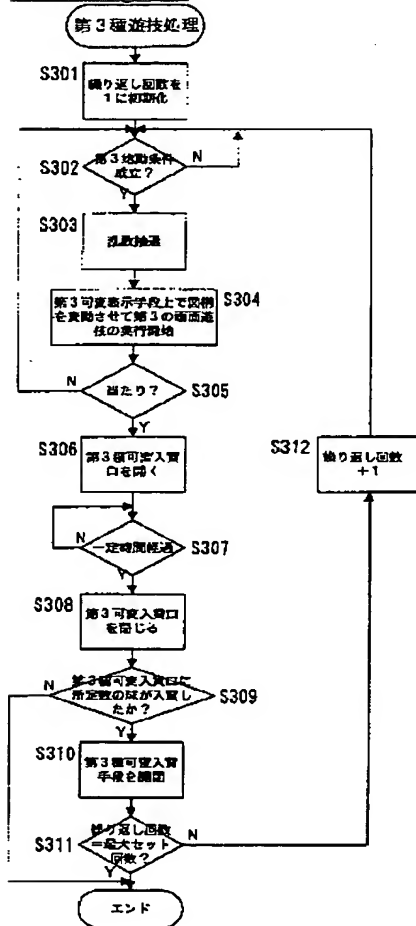 第3種遊技処理
S301
繰り返し回数を
1に初期化
S302
第3始動条件
成立?
N
Y
S303
乱数抽選
S304
第3可変表示手段上で図柄
を変動させて第3の画面遊
技の実行開始
N
当たり?
S305
Y
S306
第3種可変入賞
口を開く
S312
繰り返し回数
+1
N
一定時間経過
S307
Y
S308
第3可変入賞口
を閉じる
N
第3種可変入賞口に
所定数の球が入賞し
たか?
S309
Y
S310
第3種可変入賞
手段を開閉
S311
繰り返し回数
=最大セット
回数?
N
Y
エンド